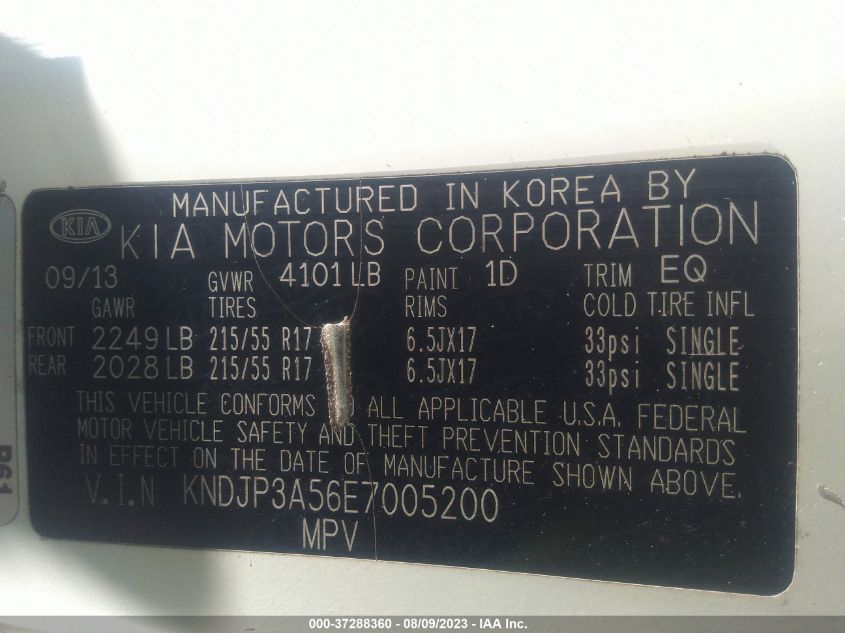 MANUFACTURED IN KOREA BY
KIA
KIA MOTORS CORPORATION
09/13 GVWR 4101 LB PAINT 1D TRIM EQ
GAWR TIRES RIMS COLD TIRE INFL
FRONT 2249 LB 215/55 R17 6.5JX17 33psi SINGLE
REAR 2028 LB 215/55 R17 6.5JX17 33psi SINGLE
THIS VEHICLE CONFORMS ALL APPLICABLE U.S.A. FEDERAL
MOTOR VEHICLE SAFETY AND THEFT PREVENTION STANDARDS
IN EFFECT ON THE DATE OF MANUFACTURE SHOWN ABOVE.
V.I.N KNDJP3A56E7005200
MPV
000-37288360 - 08/09/2023 - IAA Inc.